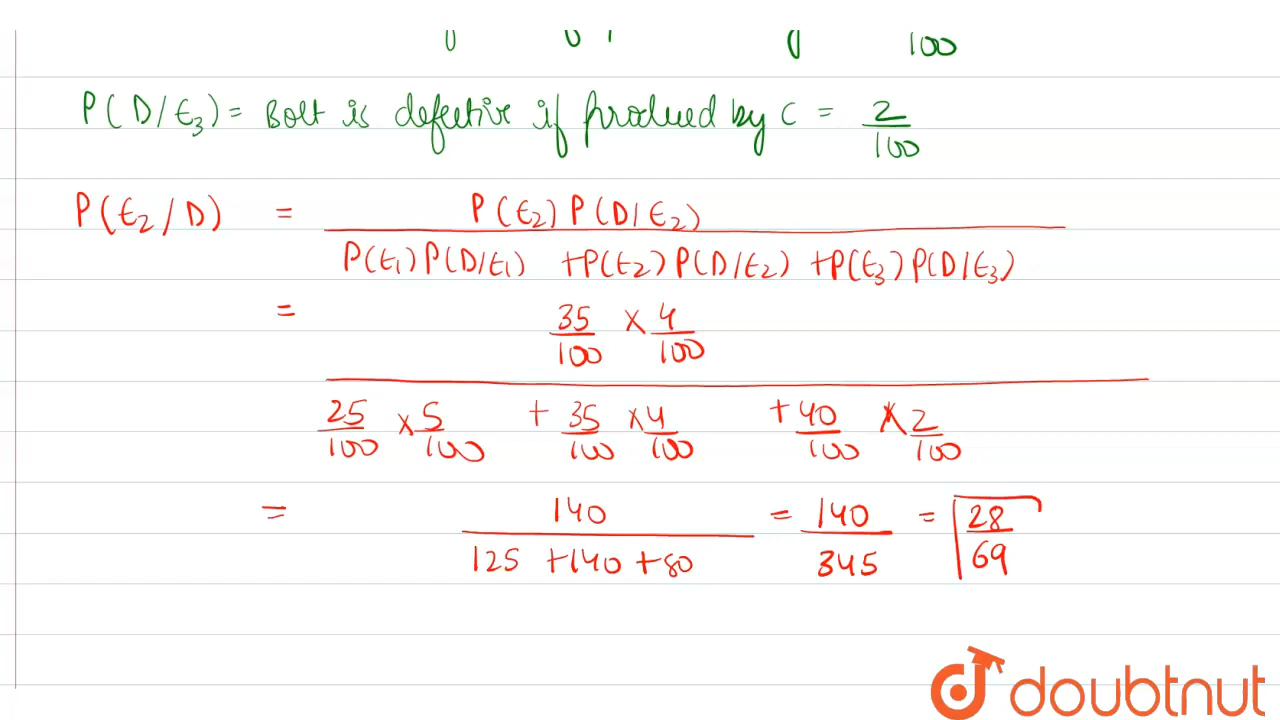 100
P(D/E₃) = Bolt is defective if produced by C = 2/100
P(E₂/D) = P(E₂) P(D/E₂) / P(E₁) P(D/E₁) + P(E₂) P(D/E₂) + P(E₃) P(D/E₃)
= 35/100 × 4/100 / 25/100 × 5/100 + 35/100 × 4/100 + 40/100 × 2/100
= 140 / 125 + 140 + 80 = 140/345 = 28/69
doubtnut